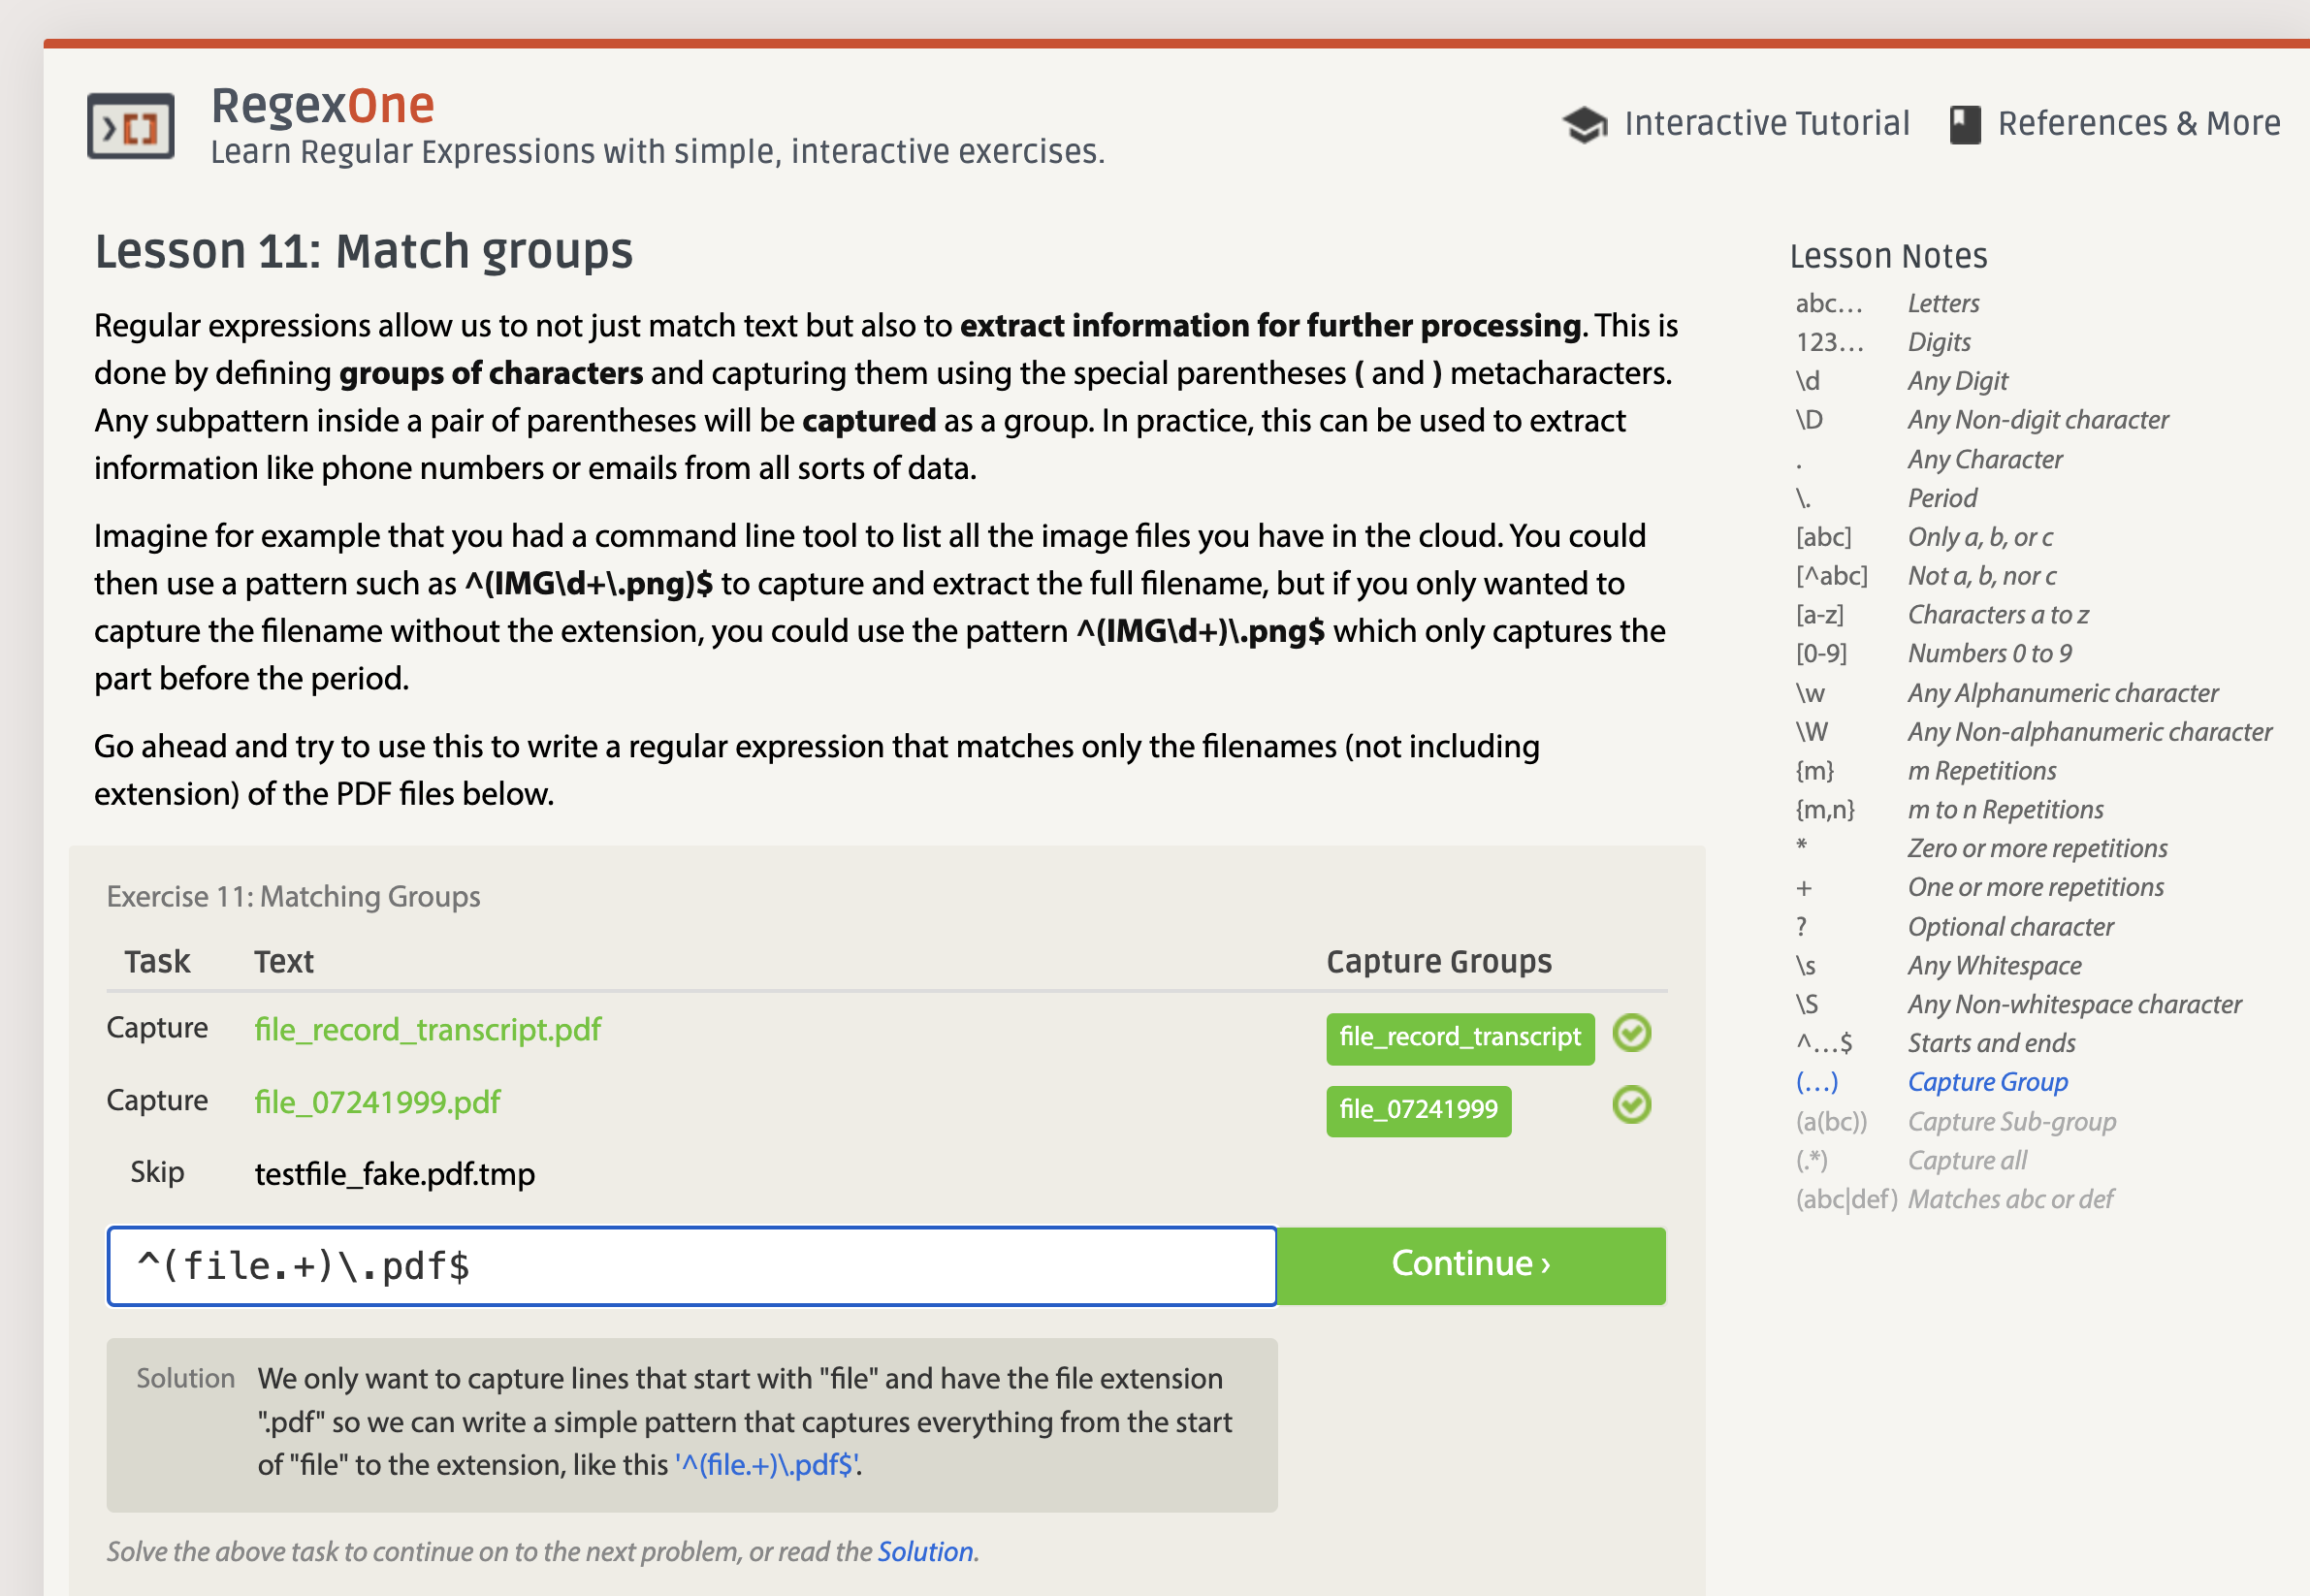 RegexOne
Learn Regular Expressions with simple, interactive exercises.
Interactive Tutorial
References & More
Lesson 11: Match groups
Regular expressions allow us to not just match text but also to extract information for further processing. This is
done by defining groups of characters and capturing them using the special parentheses ( and ) metacharacters.
Any subpattern inside a pair of parentheses will be captured as a group. In practice, this can be used to extract
information like phone numbers or emails from all sorts of data.
Imagine for example that you had a command line tool to list all the image files you have in the cloud. You could
then use a pattern such as ^(IMG\d+\.png)$ to capture and extract the full filename, but if you only wanted to
capture the filename without the extension, you could use the pattern ^(IMG\d+)\.png$ which only captures the
part before the period.
Go ahead and try to use this to write a regular expression that matches only the filenames (not including
extension) of the PDF files below.
Exercise 11: Matching Groups
Task Text Capture Groups
Capture file_record_transcript.pdf file_record_transcript
Capture file_07241999.pdf file_07241999
Skip testfile_fake.pdf.tmp
^(file.+)\.pdf$
Continue ›
Solution We only want to capture lines that start with "file" and have the file extension
".pdf" so we can write a simple pattern that captures everything from the start
of "file" to the extension, like this '^(file.+)\.pdf$'.
Solve the above task to continue on to the next problem, or read the Solution.
Lesson Notes
abc… Letters
123… Digits
\d Any Digit
\D Any Non-digit character
. Any Character
\. Period
[abc] Only a, b, or c
[^abc] Not a, b, nor c
[a-z] Characters a to z
[0-9] Numbers 0 to 9
\w Any Alphanumeric character
\W Any Non-alphanumeric character
{m} m Repetitions
{m,n} m to n Repetitions
* Zero or more repetitions
+ One or more repetitions
? Optional character
\s Any Whitespace
\S Any Non-whitespace character
^…$ Starts and ends
(…) Capture Group
(a(bc)) Capture Sub-group
(.*) Capture all
(abc|def) Matches abc or def